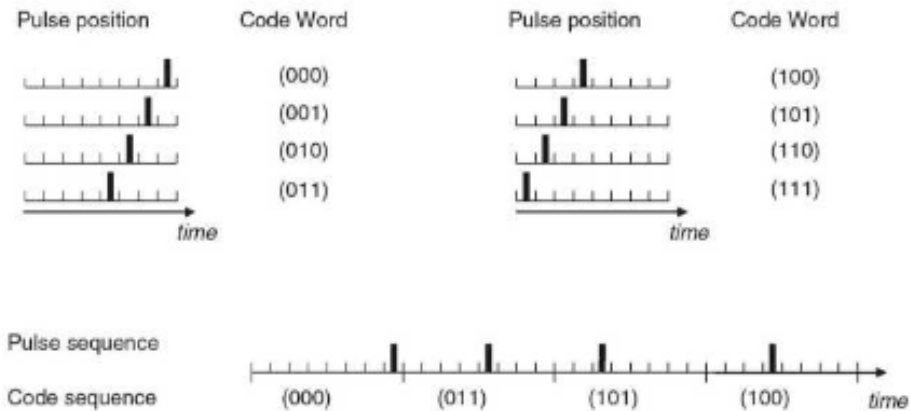 Pulse position Code Word Pulse position Code Word
(000) (100)
(001) (101)
(010) (110)
(011) (111)
time time
Pulse sequence
Code sequence (000) (011) (101) (100) time